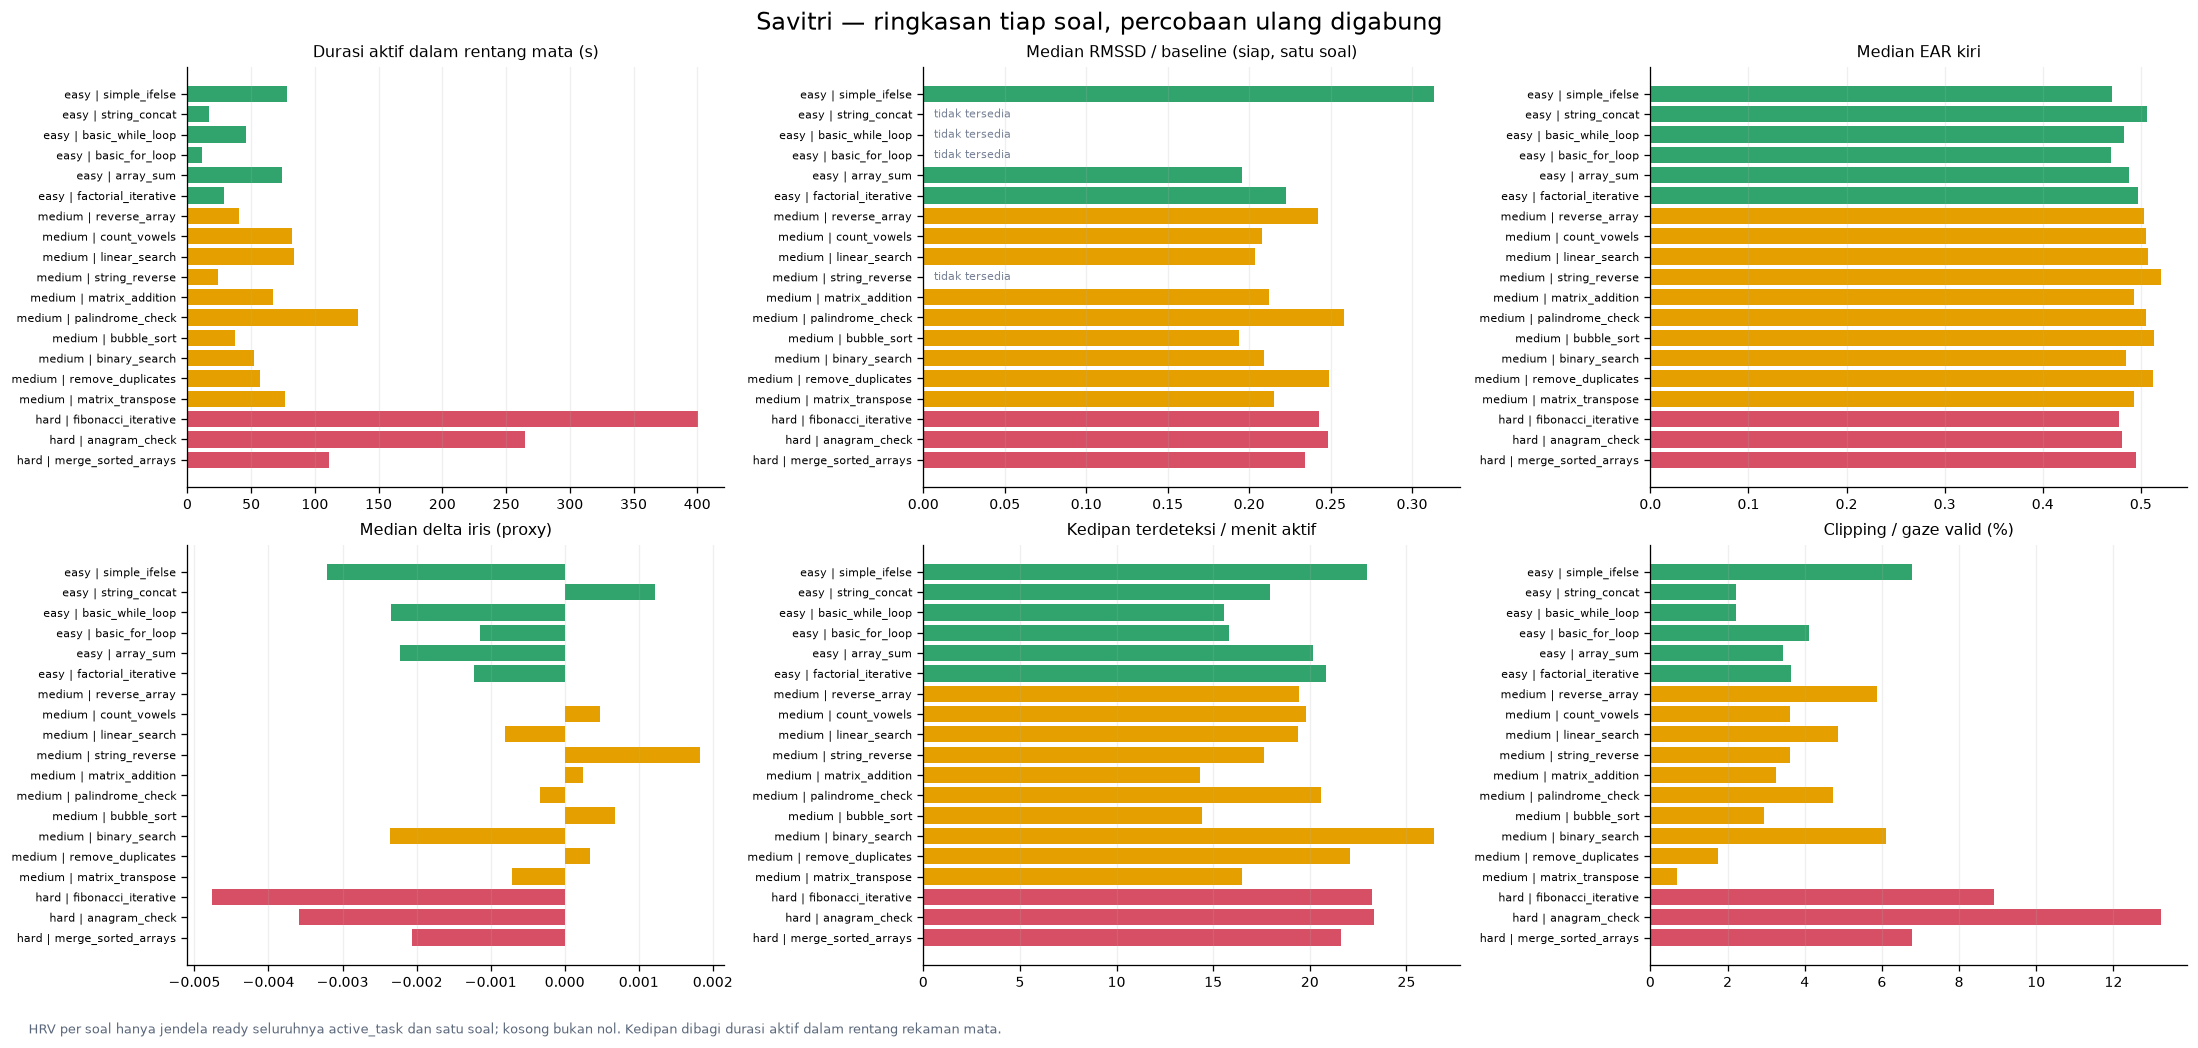 Savitri — ringkasan tiap soal, percobaan ulang digabung
Durasi aktif dalam rentang mata (s)
easy | simple_ifelse
easy | string_concat
easy | basic_while_loop
easy | basic_for_loop
easy | array_sum
easy | factorial_iterative
medium | reverse_array
medium | count_vowels
medium | linear_search
medium | string_reverse
medium | matrix_addition
medium | palindrome_check
medium | bubble_sort
medium | binary_search
medium | remove_duplicates
medium | matrix_transpose
hard | fibonacci_iterative
hard | anagram_check
hard | merge_sorted_arrays
0 50 100 150 200 250 300 350 400
Median RMSSD / baseline (siap, satu soal)
easy | simple_ifelse
easy | string_concat tidak tersedia
easy | basic_while_loop tidak tersedia
easy | basic_for_loop tidak tersedia
easy | array_sum
easy | factorial_iterative
medium | reverse_array
medium | count_vowels
medium | linear_search
medium | string_reverse tidak tersedia
medium | matrix_addition
medium | palindrome_check
medium | bubble_sort
medium | binary_search
medium | remove_duplicates
medium | matrix_transpose
hard | fibonacci_iterative
hard | anagram_check
hard | merge_sorted_arrays
0.00 0.05 0.10 0.15 0.20 0.25 0.30
Median EAR kiri
easy | simple_ifelse
easy | string_concat
easy | basic_while_loop
easy | basic_for_loop
easy | array_sum
easy | factorial_iterative
medium | reverse_array
medium | count_vowels
medium | linear_search
medium | string_reverse
medium | matrix_addition
medium | palindrome_check
medium | bubble_sort
medium | binary_search
medium | remove_duplicates
medium | matrix_transpose
hard | fibonacci_iterative
hard | anagram_check
hard | merge_sorted_arrays
0.0 0.1 0.2 0.3 0.4 0.5
Median delta iris (proxy)
easy | simple_ifelse
easy | string_concat
easy | basic_while_loop
easy | basic_for_loop
easy | array_sum
easy | factorial_iterative
medium | reverse_array
medium | count_vowels
medium | linear_search
medium | string_reverse
medium | matrix_addition
medium | palindrome_check
medium | bubble_sort
medium | binary_search
medium | remove_duplicates
medium | matrix_transpose
hard | fibonacci_iterative
hard | anagram_check
hard | merge_sorted_arrays
−0.005 −0.004 −0.003 −0.002 −0.001 0.000 0.001 0.002
Kedipan terdeteksi / menit aktif
easy | simple_ifelse
easy | string_concat
easy | basic_while_loop
easy | basic_for_loop
easy | array_sum
easy | factorial_iterative
medium | reverse_array
medium | count_vowels
medium | linear_search
medium | string_reverse
medium | matrix_addition
medium | palindrome_check
medium | bubble_sort
medium | binary_search
medium | remove_duplicates
medium | matrix_transpose
hard | fibonacci_iterative
hard | anagram_check
hard | merge_sorted_arrays
0 5 10 15 20 25
Clipping / gaze valid (%)
easy | simple_ifelse
easy | string_concat
easy | basic_while_loop
easy | basic_for_loop
easy | array_sum
easy | factorial_iterative
medium | reverse_array
medium | count_vowels
medium | linear_search
medium | string_reverse
medium | matrix_addition
medium | palindrome_check
medium | bubble_sort
medium | binary_search
medium | remove_duplicates
medium | matrix_transpose
hard | fibonacci_iterative
hard | anagram_check
hard | merge_sorted_arrays
0 2 4 6 8 10 12
HRV per soal hanya jendela ready seluruhnya active_task dan satu soal; kosong bukan nol. Kedipan dibagi durasi aktif dalam rentang rekaman mata.